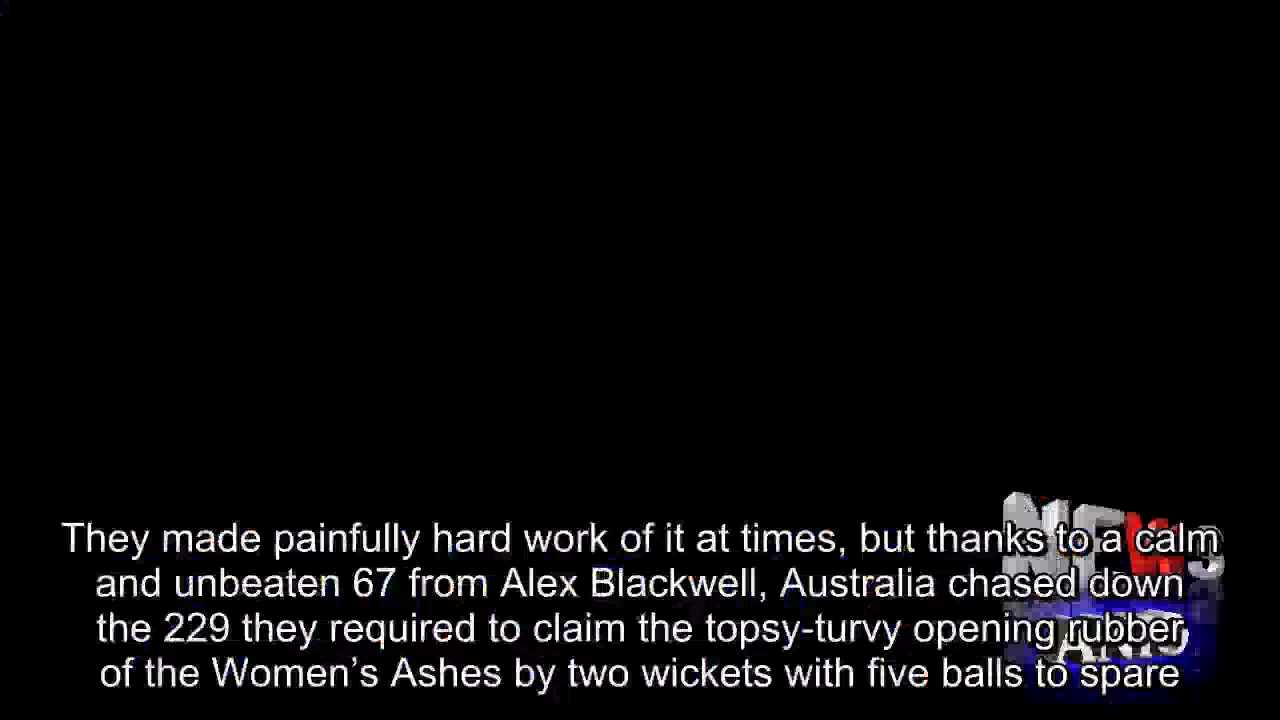 They made painfully hard work of it at times, but thanks to a calm
and unbeaten 67 from Alex Blackwell, Australia chased down
the 229 they required to claim the topsy-turvy opening rubber
of the Women’s Ashes by two wickets with five balls to spare
NEWS